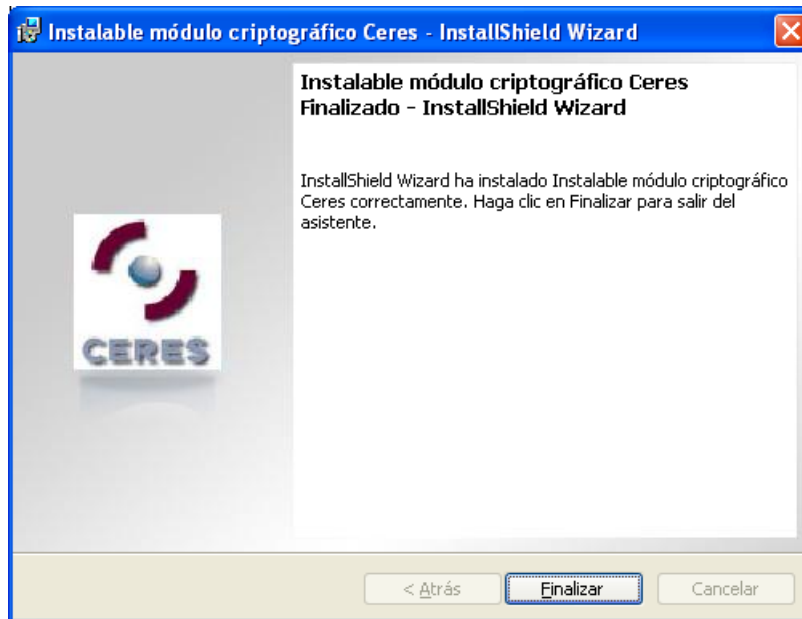 Instalable módulo criptográfico Ceres - InstallShield Wizard
Instalable módulo criptográfico Ceres
Finalizado - InstallShield Wizard
InstallShield Wizard ha instalado Instalable módulo criptográfico
Ceres correctamente. Haga clic en Finalizar para salir del
asistente.
CERES
< Atrás
Finalizar
Cancelar